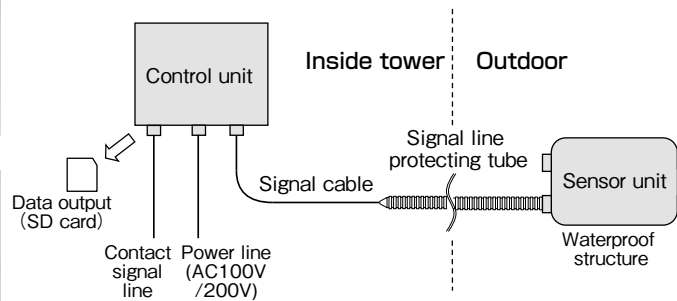 Control unit
Inside tower
Outdoor
Signal line
protecting tube
Sensor unit
Signal cable
Data output
(SD card)
Waterproof
structure
Contact
signal
line
Power line
(AC100V
/200V)